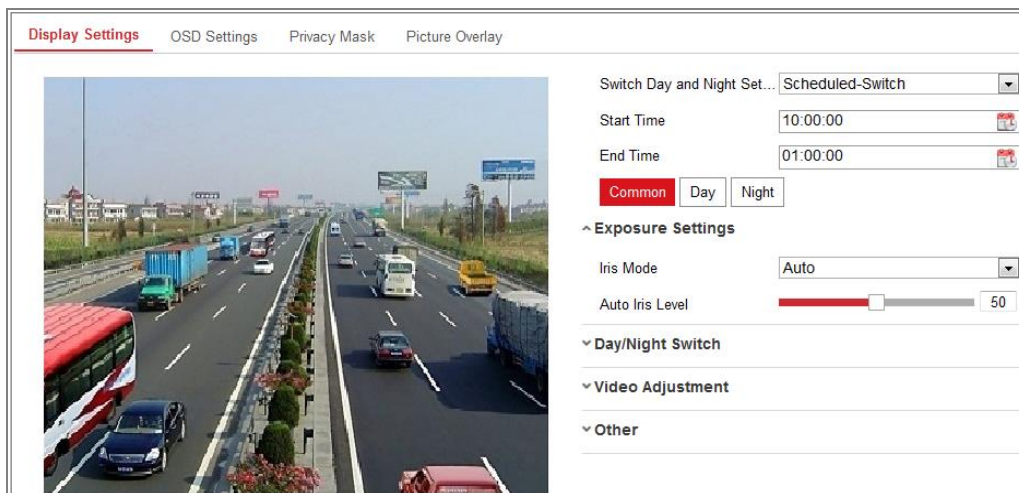 Display Settings OSD Settings Privacy Mask Picture Overlay
Switch Day and Night Set... Scheduled-Switch
Start Time 10:00:00
End Time 01:00:00
Common Day Night
Exposure Settings
Iris Mode Auto
Auto Iris Level 50
Day/Night Switch
Video Adjustment
Other